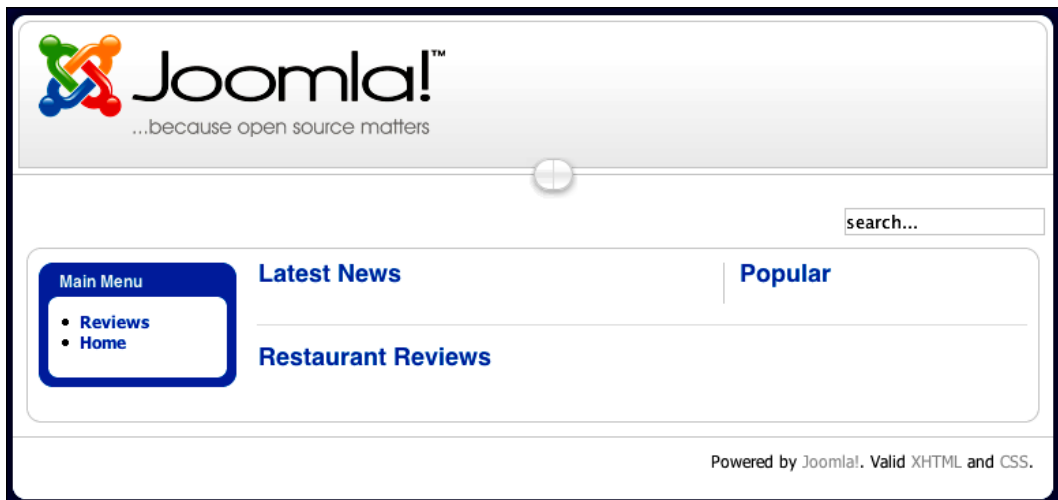 Joomla!™
...because open source matters
search...
Main Menu
Reviews
Home
Latest News
Popular
Restaurant Reviews
Powered by Joomla!. Valid XHTML and CSS.